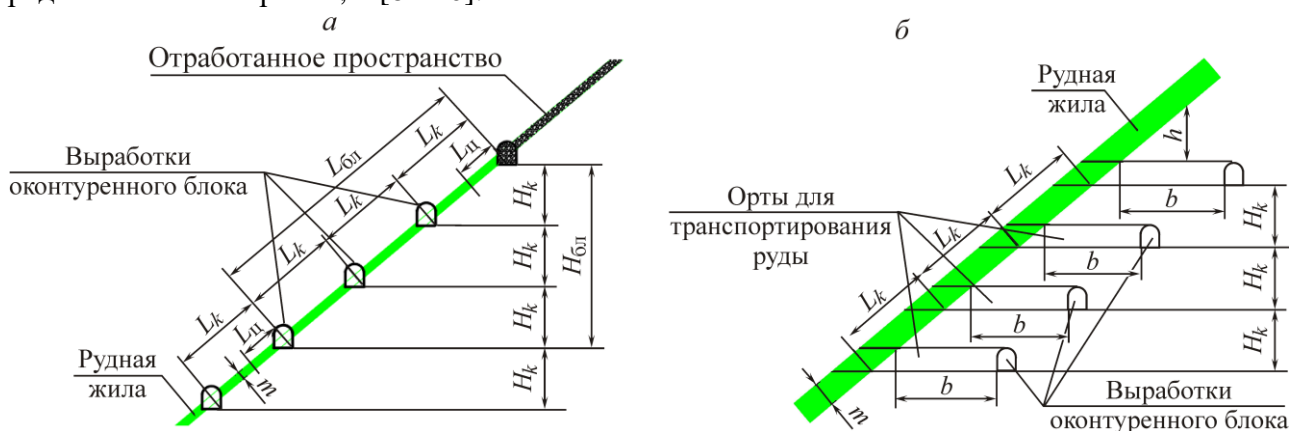 а
б
Отработанное пространство
Выработки
оконтуренного блока
Рудная
жила
Lбл
Lk
Lk
Lk
Lk
Lц
Lц
m
Hk
Hk
Hk
Hk
Hбл
Рудная
жила
Орты для
транспортирования
руды
Выработки
оконтуренного блока
Lk
Lk
Lk
h
b
b
b
b
Hk
Hk
Hk
m